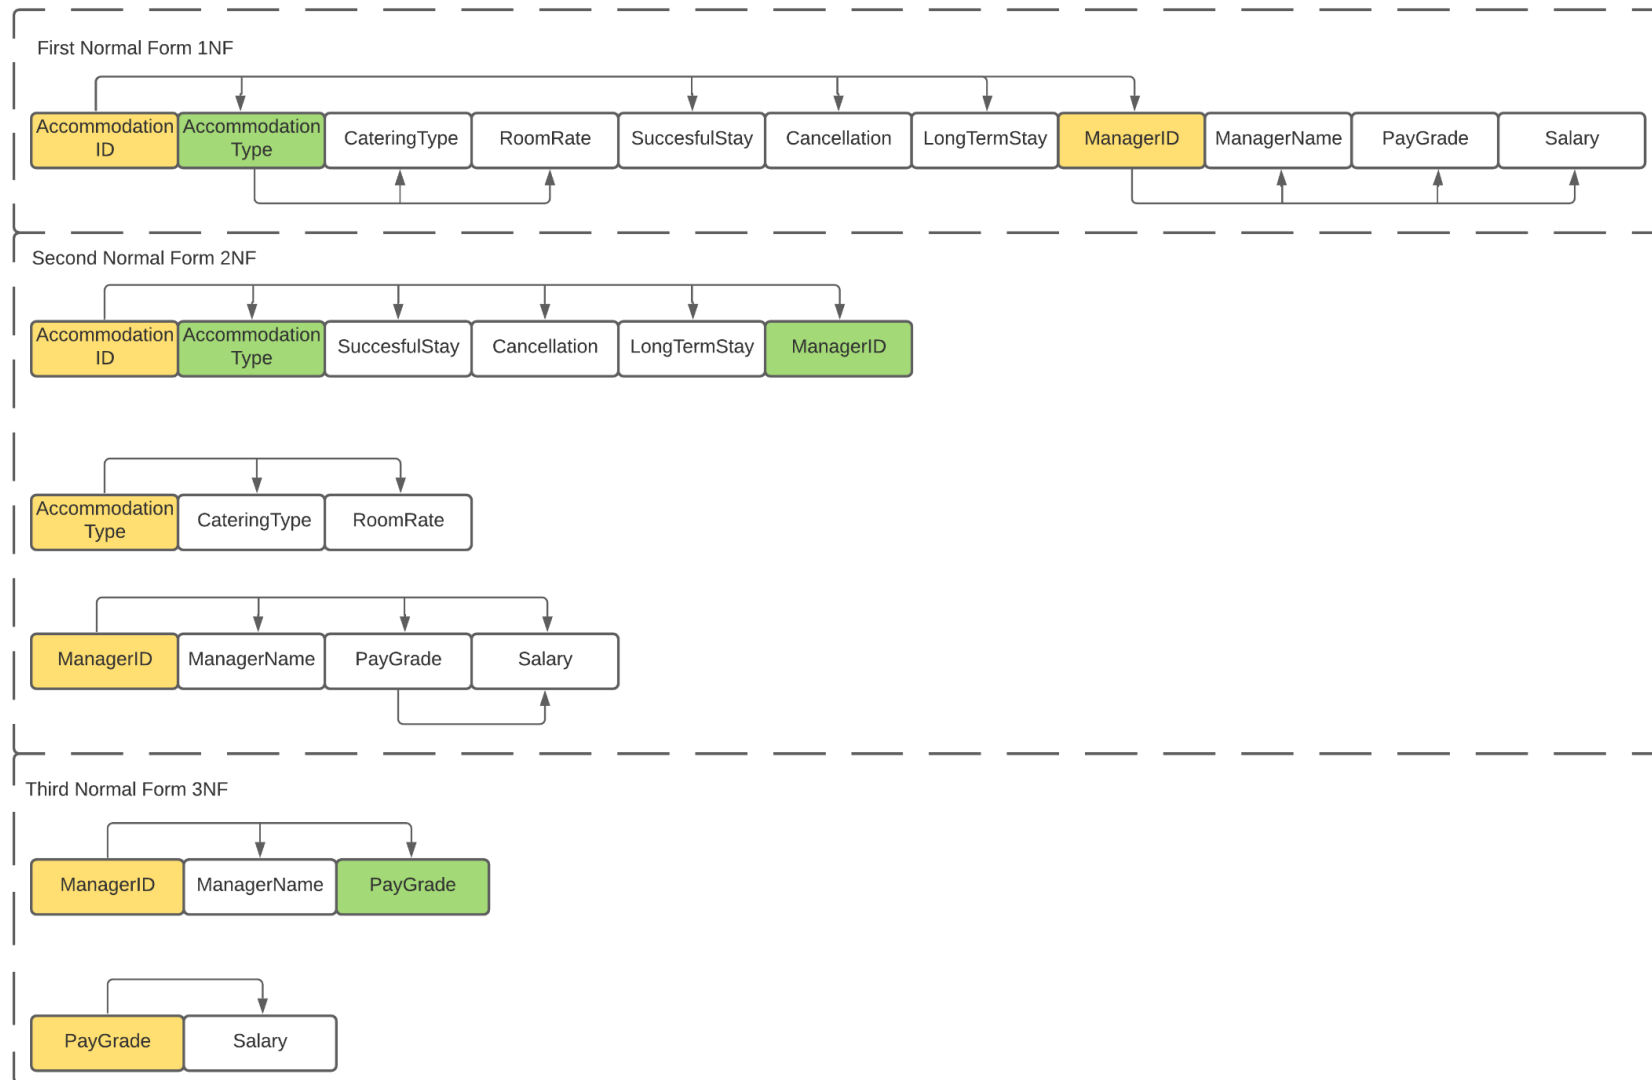 First Normal Form 1NF
Accommodation
ID
Accommodation
Type
CateringType
RoomRate
SuccesfulStay
Cancellation
LongTermStay
ManagerID
ManagerName
PayGrade
Salary
Second Normal Form 2NF
Accommodation
ID
Accommodation
Type
SuccesfulStay
Cancellation
LongTermStay
ManagerID
Accommodation
Type
CateringType
RoomRate
ManagerID
ManagerName
PayGrade
Salary
Third Normal Form 3NF
ManagerID
ManagerName
PayGrade
PayGrade
Salary